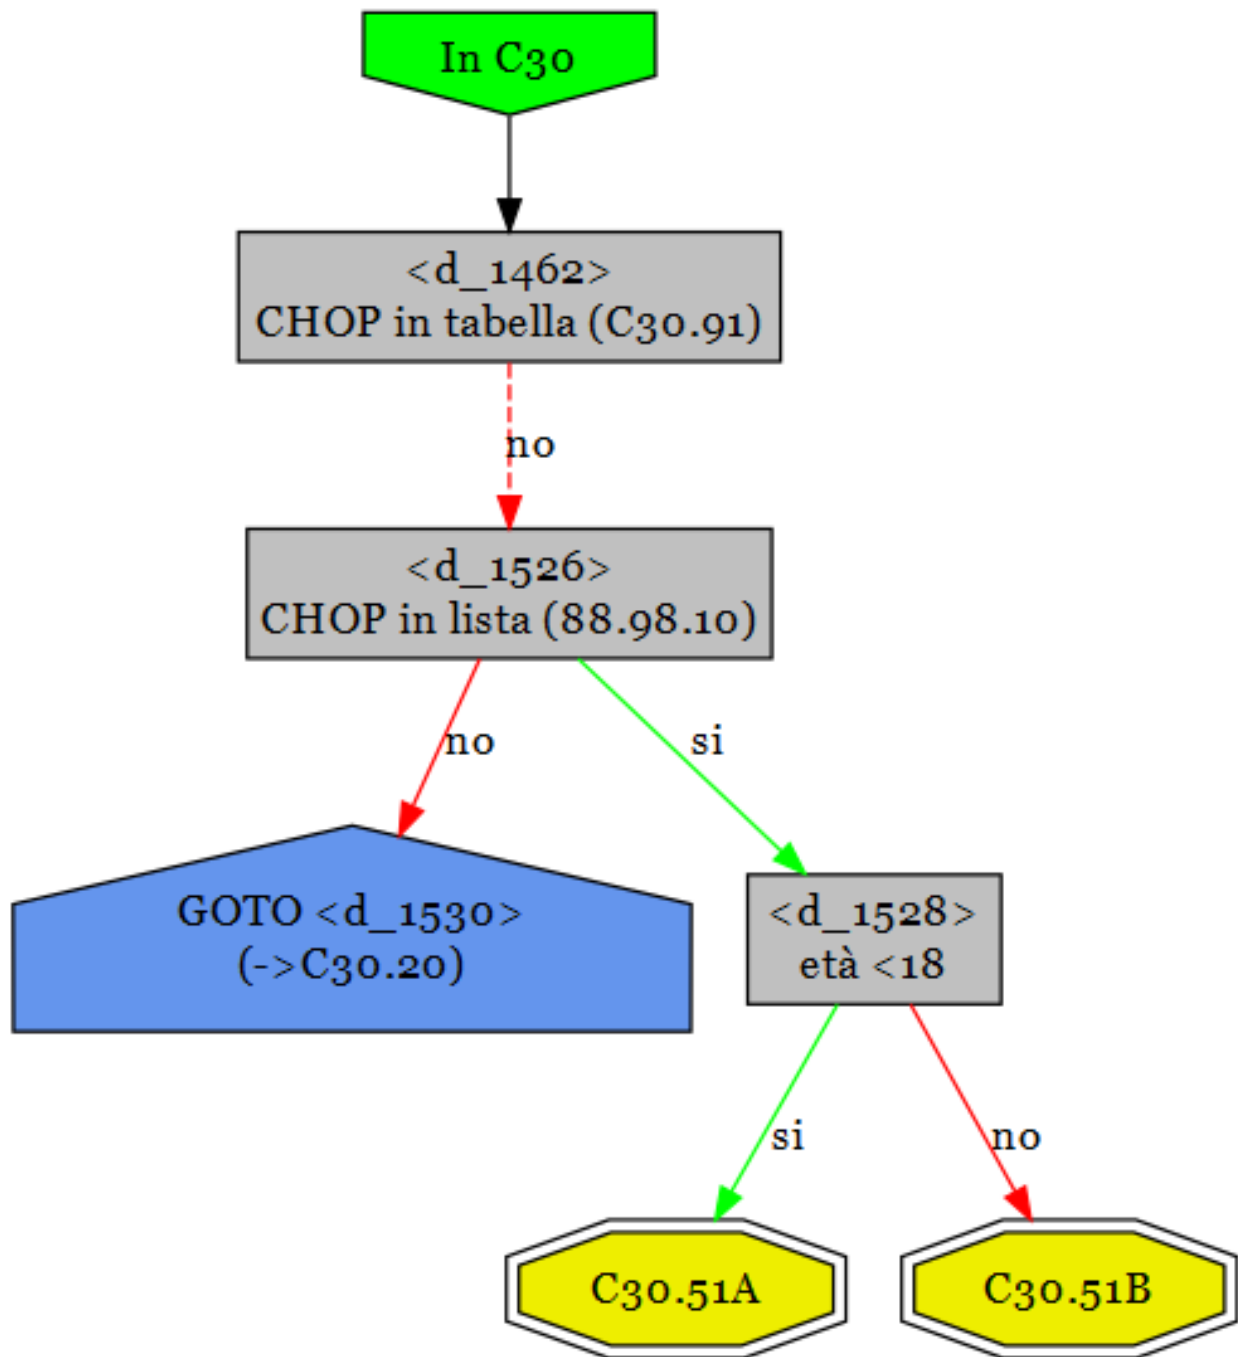 In C30
<d_1462>
CHOP in tabella (C30.91)
no
<d_1526>
CHOP in lista (88.98.10)
no
si
GOTO <d_1530>
(->C30.20)
<d_1528>
età <18
si
no
C30.51A
C30.51B